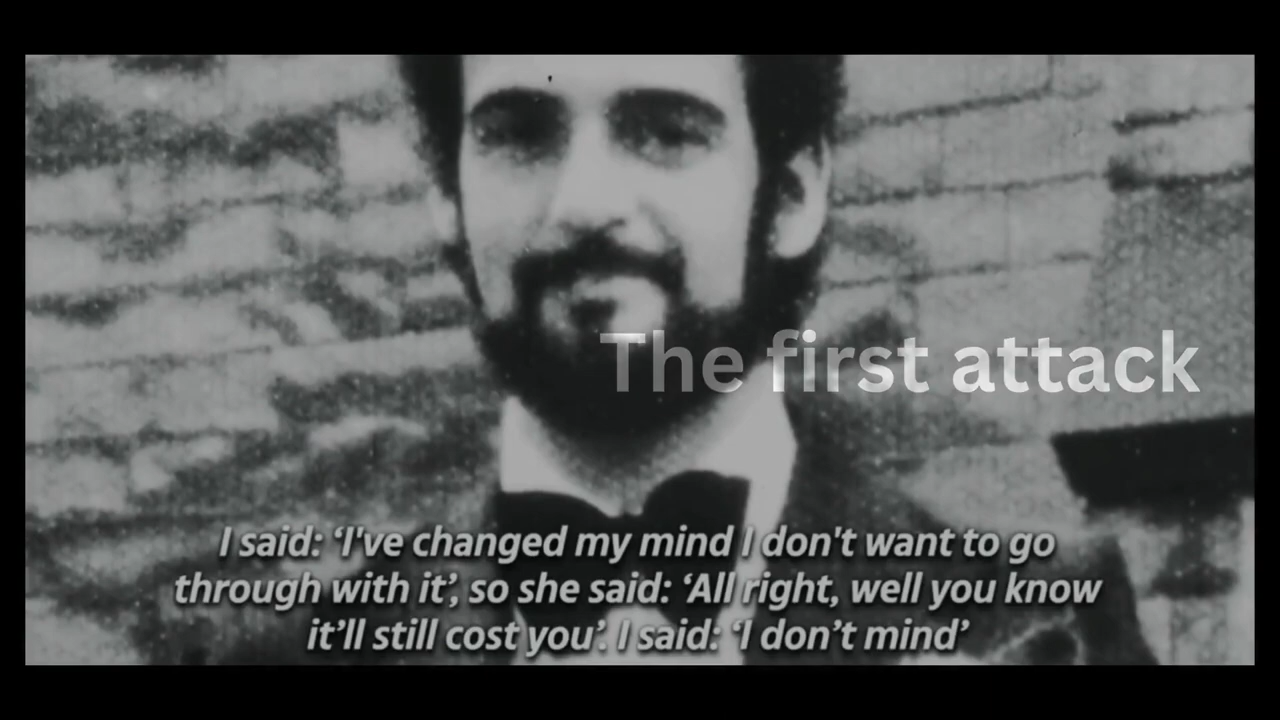 The first attack
I said: ‘I've changed my mind I don't want to go
through with it’, so she said: ‘All right, well you know
it’ll still cost you’. I said: ‘I don’t mind’